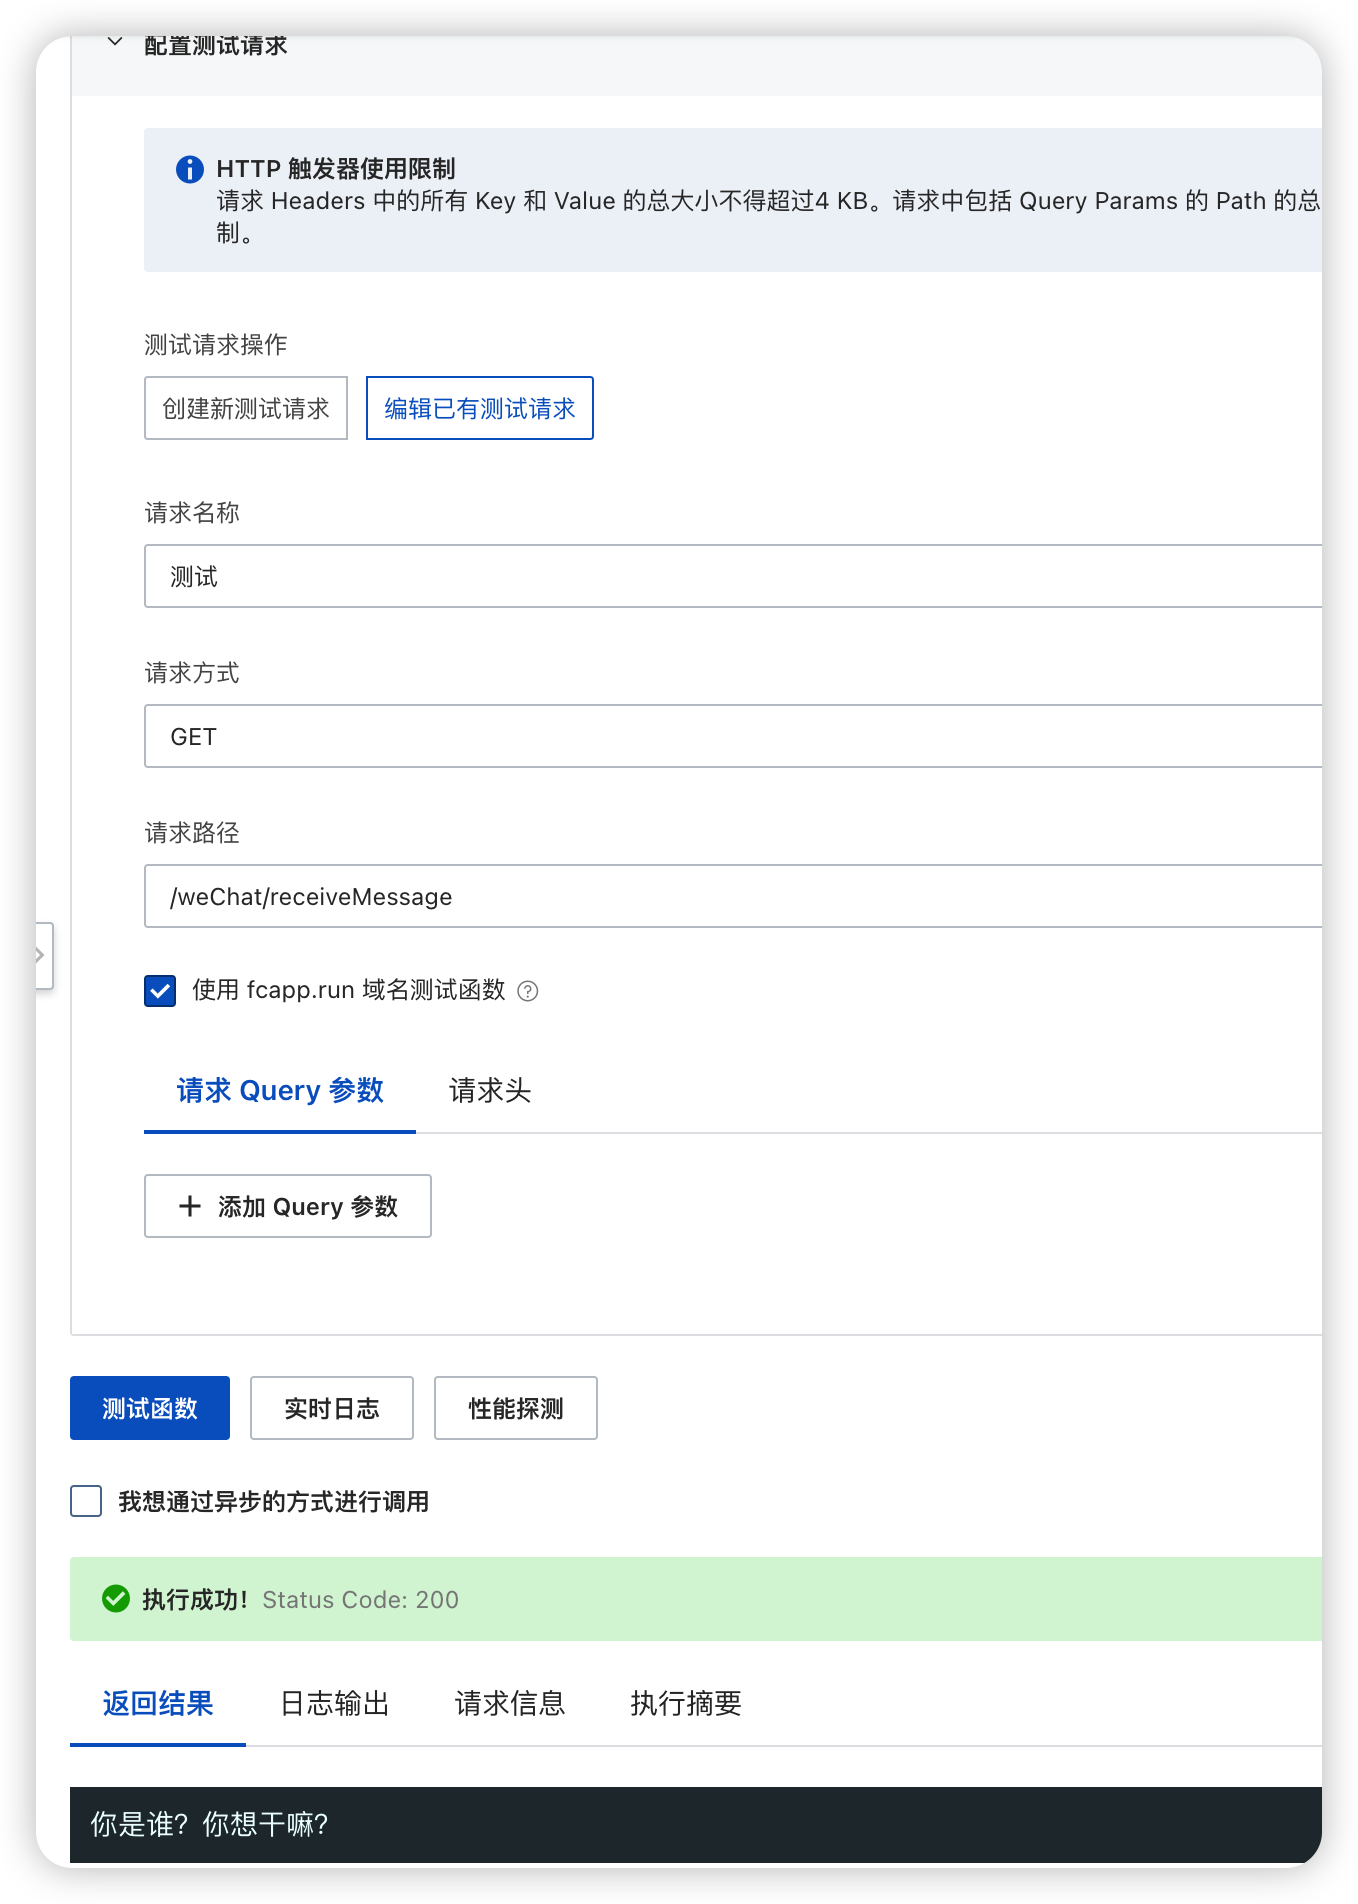 配置测试请求
HTTP 触发器使用限制
请求 Headers 中的所有 Key 和 Value 的总大小不得超过4 KB。请求中包括 Query Params 的 Path 的总
制。
测试请求操作
创建新测试请求
编辑已有测试请求
请求名称
测试
请求方式
GET
请求路径
/weChat/receiveMessage
使用 fcapp.run 域名测试函数
请求 Query 参数
请求头
添加 Query 参数
测试函数
实时日志
性能探测
我想通过异步的方式进行调用
执行成功! Status Code: 200
返回结果
日志输出
请求信息
执行摘要
你是谁? 你想干嘛?